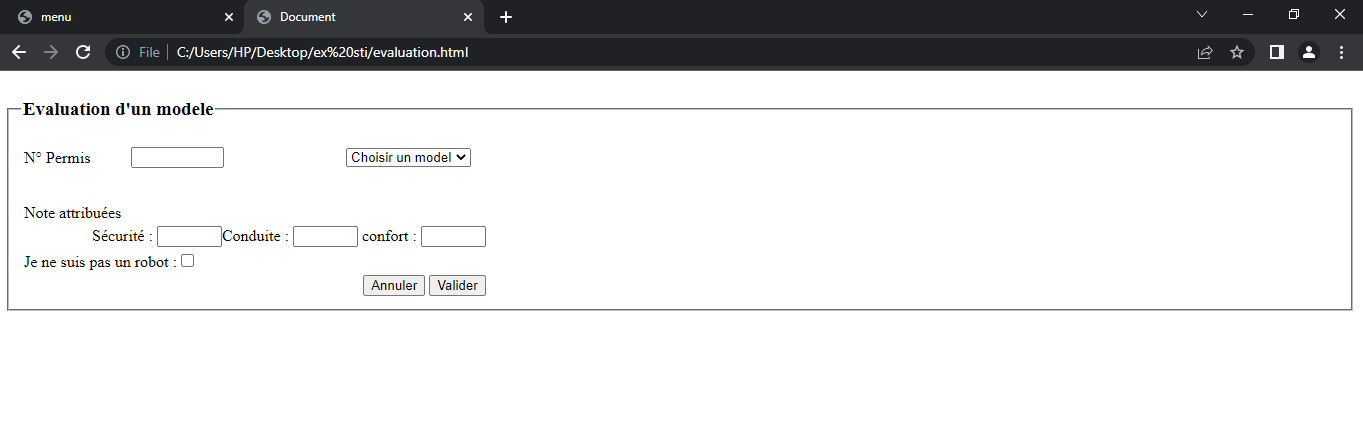 menu
Document
File
C:/Users/HP/Desktop/ex%20sti/evaluation.html
Evaluation d'un modele
N° Permis
Choisir un model
Note attribuées
Sécurité : Conduite : confort :
Je ne suis pas un robot :
Annuler Valider